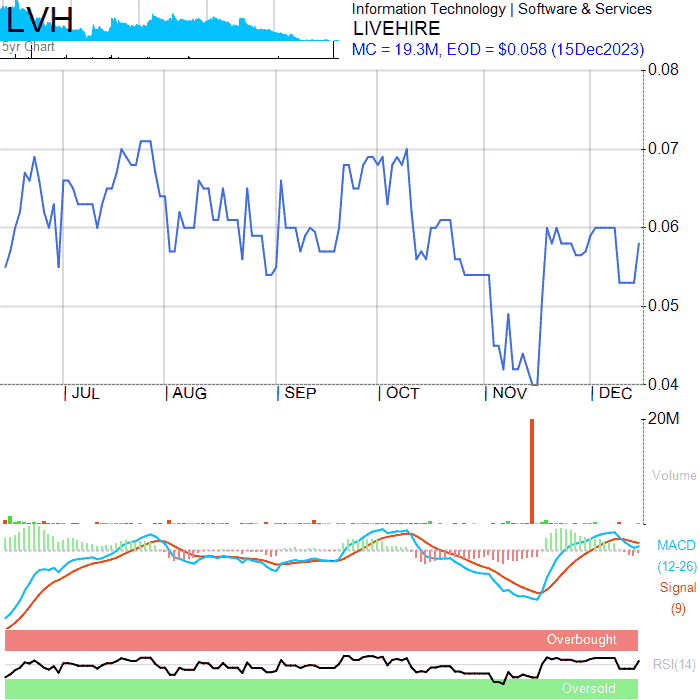 LVH
5yr Chart
Information Technology | Software & Services
LIVEHIRE
MC = 19.3M, EOD = $0.058 (15Dec2023)
0.08
0.07
0.06
0.05
0.04
| JUL | AUG | SEP | OCT | NOV | DEC
20M
Volume
MACD
(12-26)
Signal
(9)
Overbought
RSI(14)
Oversold